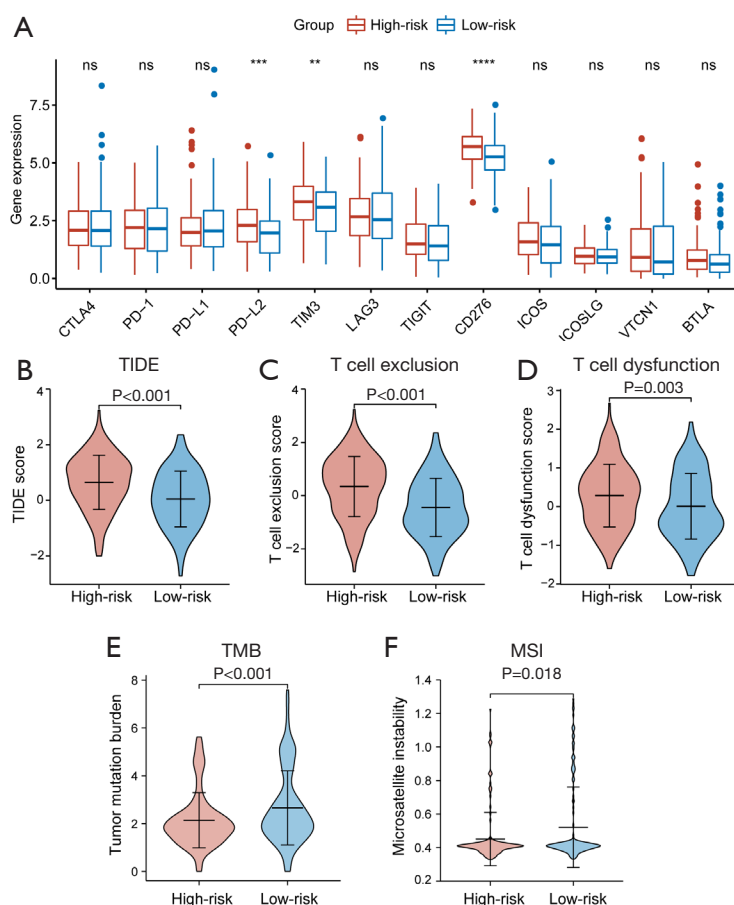 A
Group High-risk Low-risk
ns ns ns *** ** ns ns **** ns ns ns ns
Gene expression
7.5
5.0
2.5
0.0
CTLA4 PD-1 PD-L1 PD-L2 TIM3 LAG3 TIGIT CD276 ICOS ICOSLG VTCN1 BTLA
B
TIDE
P<0.001
TIDE score
4
2
0
−2
High-risk Low-risk
C
T cell exclusion
P<0.001
T cell exclusion score
4
2
0
−2
High-risk Low-risk
D
T cell dysfunction
P=0.003
T cell dysfunction score
3
2
1
0
−1
−2
High-risk Low-risk
E
TMB
P<0.001
Tumor mutation burden
8
6
4
2
0
High-risk Low-risk
F
MSI
P=0.018
Microsatellite instability
1.4
1.2
1.0
0.8
0.6
0.4
0.2
High-risk Low-risk